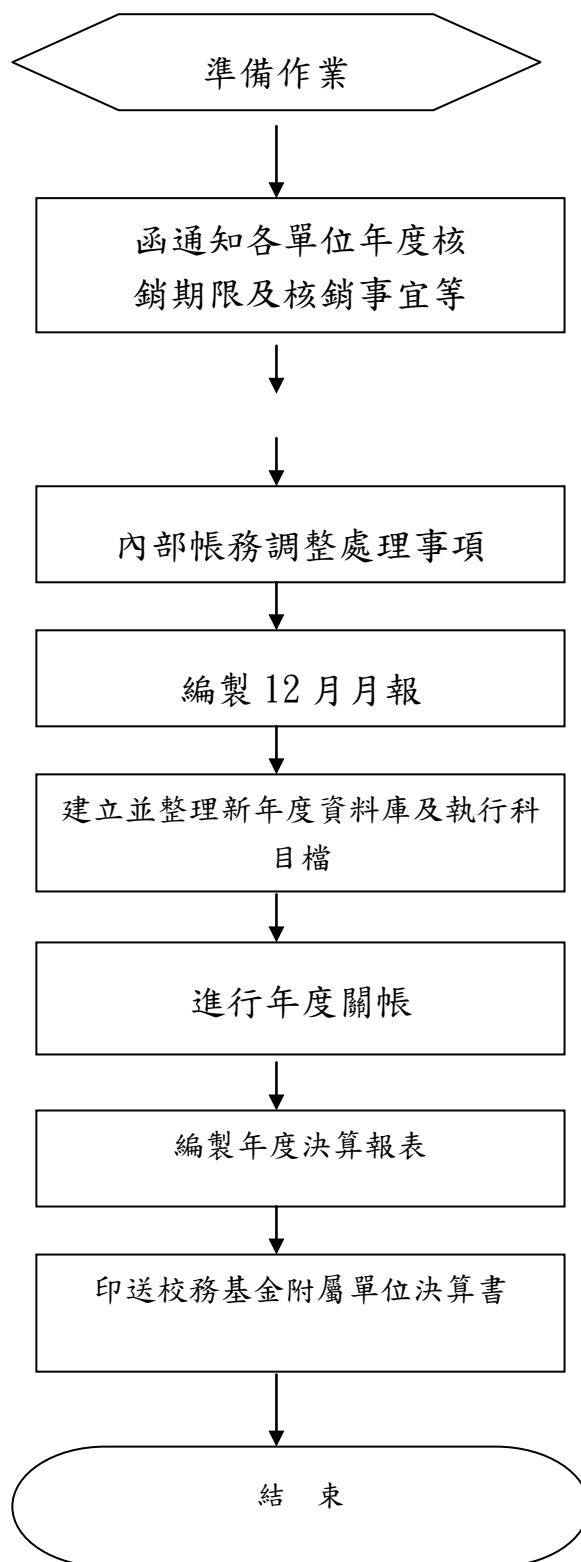 準備作業
函通知各單位年度核
銷期限及核銷事宜等
內部帳務調整處理事項
編製 12 月月報
建立並整理新年度資料庫及執行科
目檔
進行年度關帳
編製年度決算報表
印送校務基金附屬單位決算書
結 束